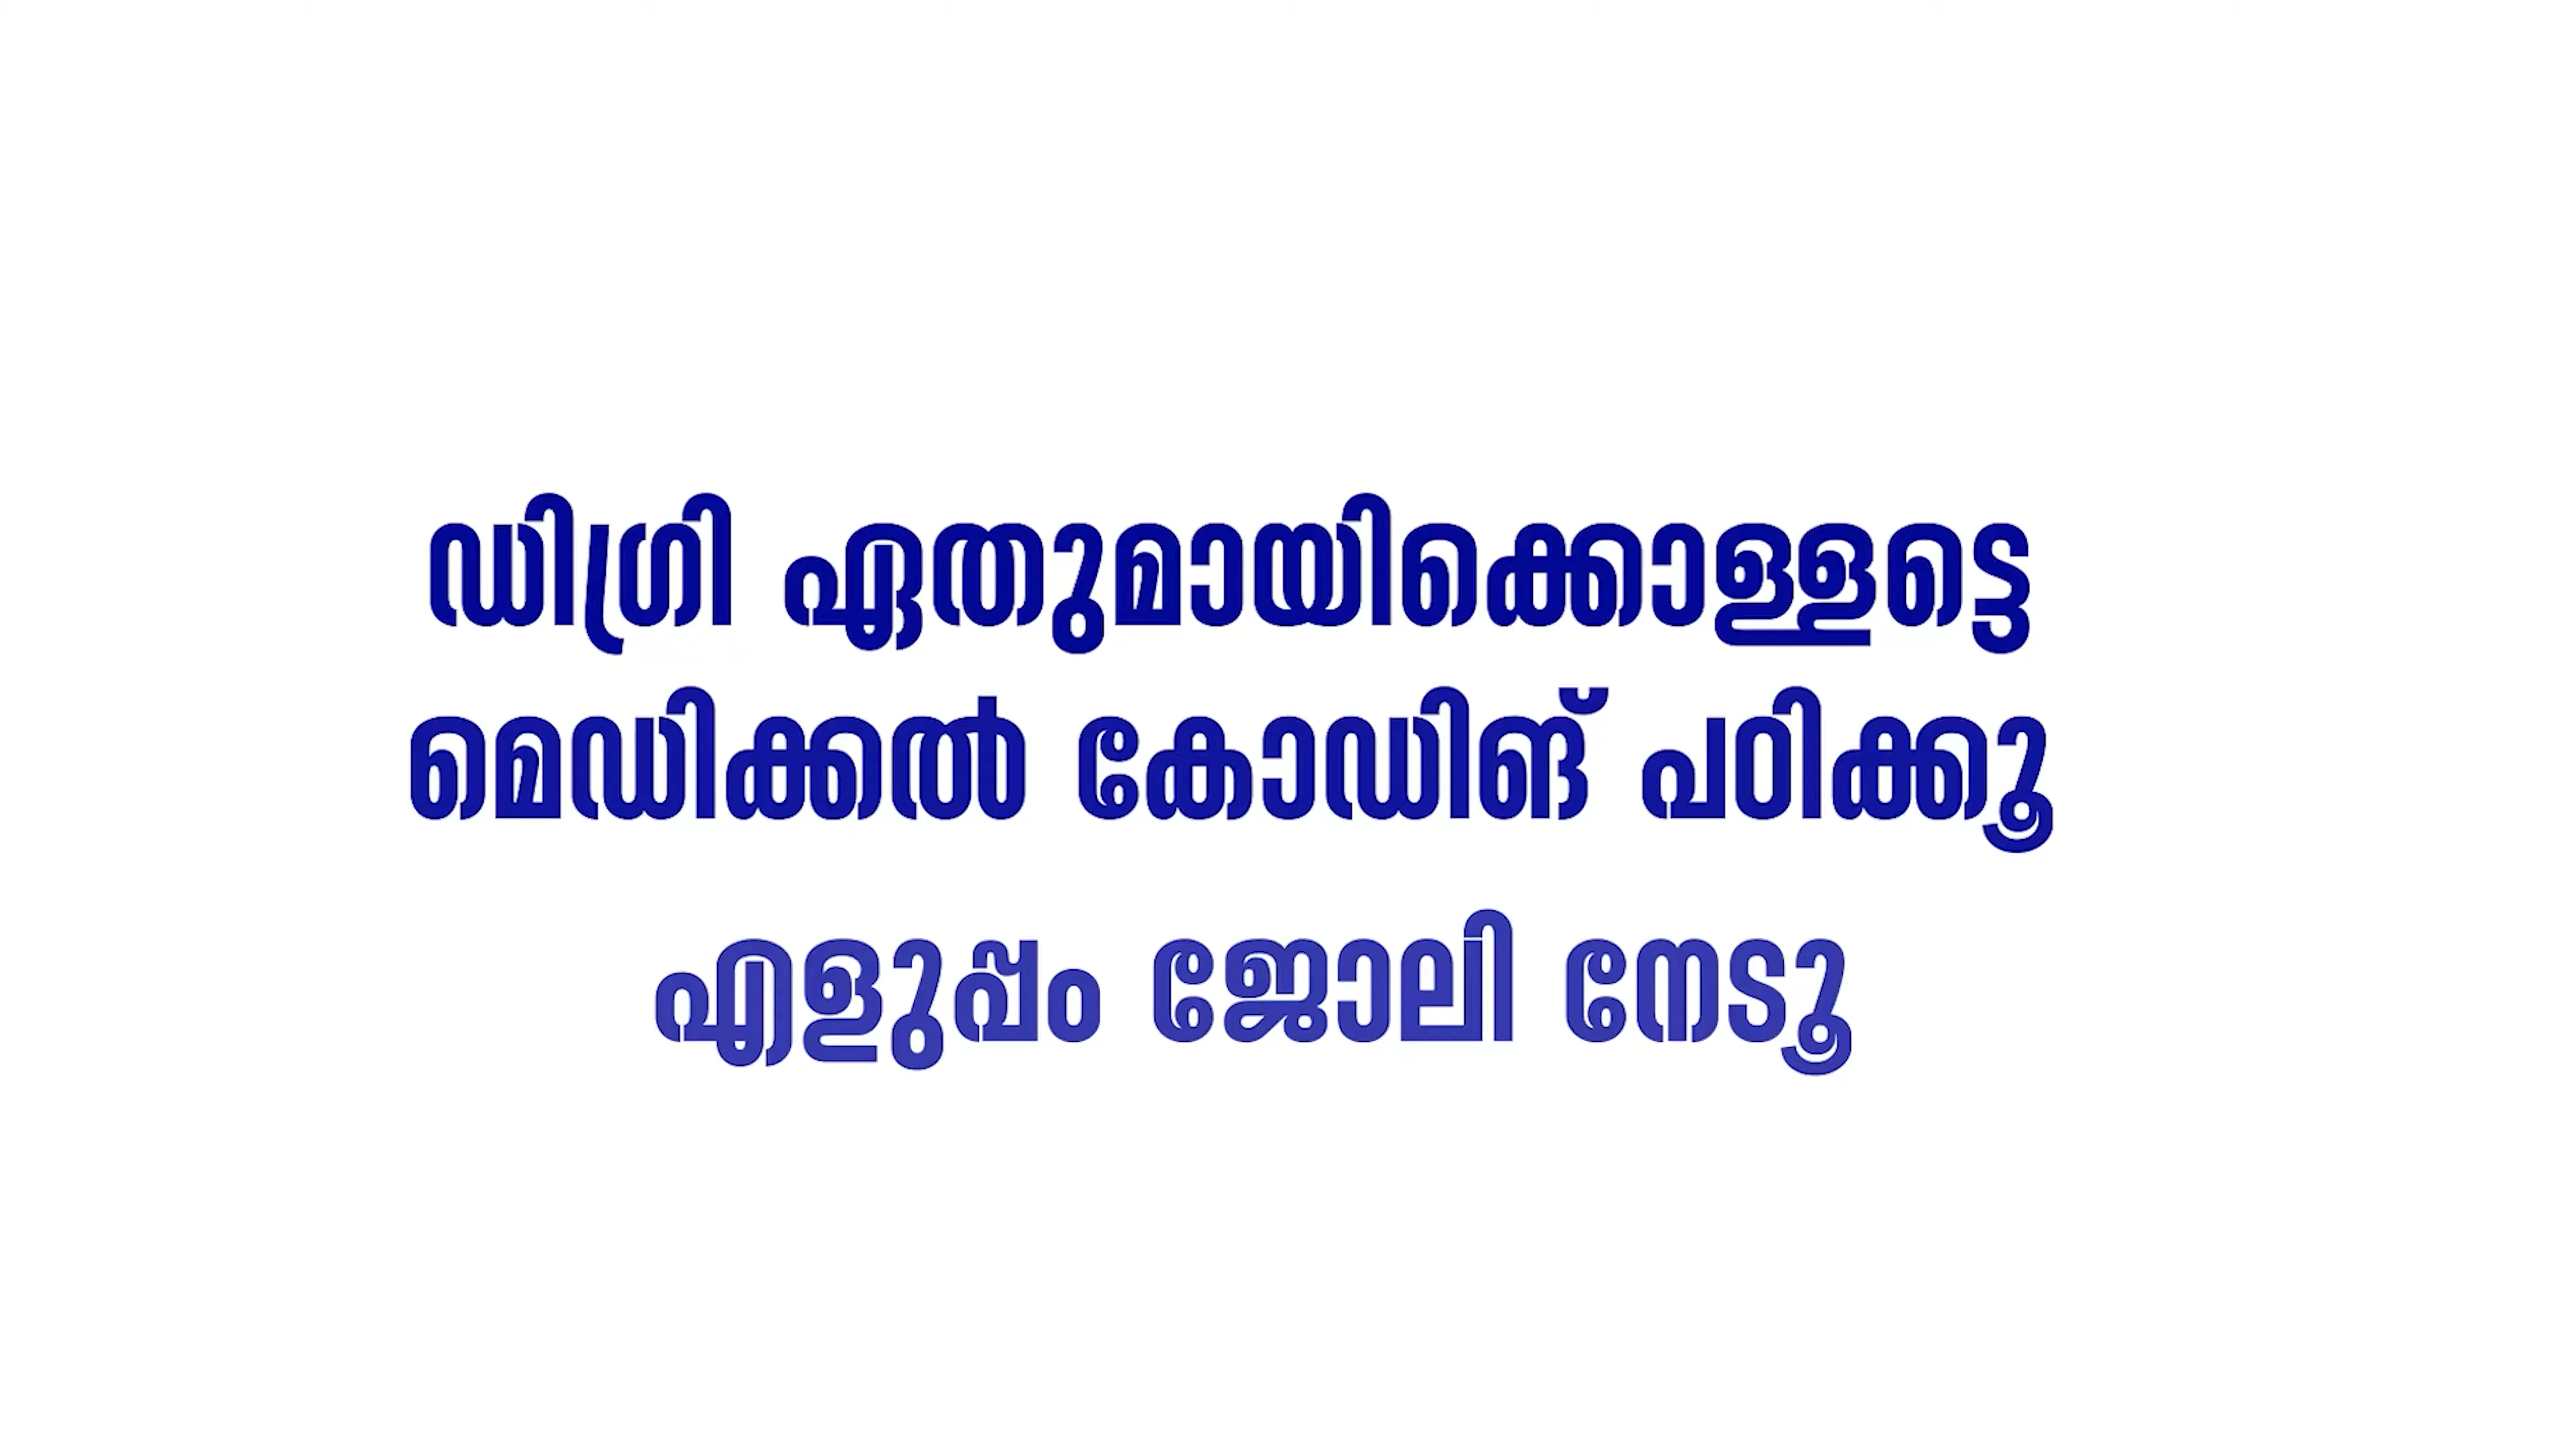 ഡിഗ്രി ഏതുമായിക്കൊള്ളട്ടെ
മെഡിക്കൽ കോഡിങ് പഠിക്കൂ
എളുപ്പം ജോലി നേടൂ